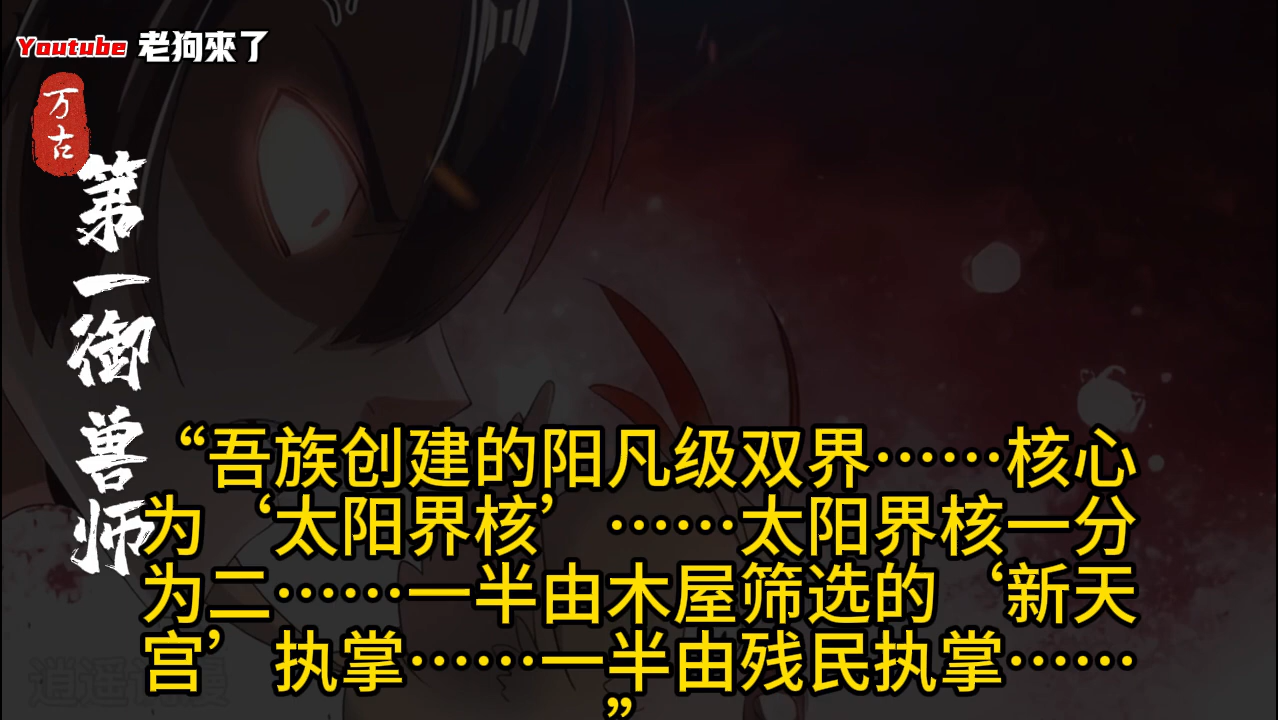 Youtube 老狗來了
万古
第一御兽师
“吾族创建的阳凡级双界……核心
为‘太阳界核’……太阳界核一分
为二……一半由木屋筛选的‘新天
宫’执掌……一半由残民执掌……
”
逍遥